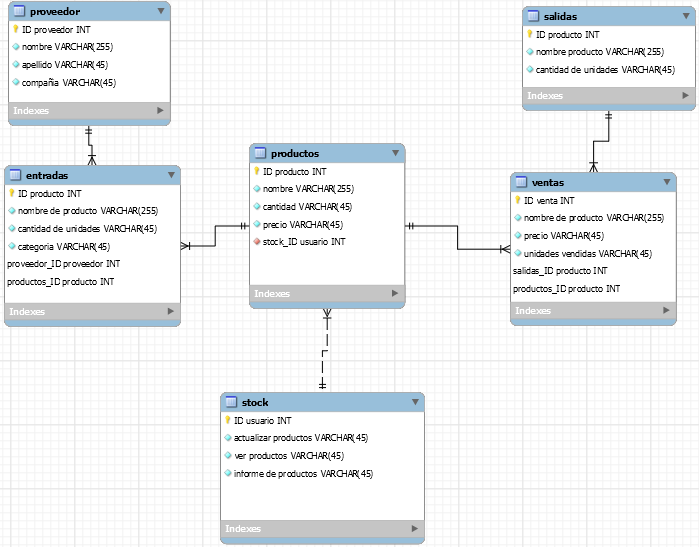 proveedor
ID proveedor INT
nombre VARCHAR(255)
apellido VARCHAR(45)
compañia VARCHAR(45)
Indexes
salidas
ID producto INT
nombre producto VARCHAR(255)
cantidad de unidades VARCHAR(45)
Indexes
entradas
ID producto INT
nombre de producto VARCHAR(255)
cantidad de unidades VARCHAR(45)
categoria VARCHAR(45)
proveedor_ID proveedor INT
productos_ID producto INT
Indexes
productos
ID producto INT
nombre VARCHAR(255)
cantidad VARCHAR(45)
precio VARCHAR(45)
stock_ID usuario INT
Indexes
ventas
ID venta INT
nombre de producto VARCHAR(255)
precio VARCHAR(45)
unidades vendidas VARCHAR(45)
salidas_ID producto INT
productos_ID producto INT
Indexes
stock
ID usuario INT
actualizar productos VARCHAR(45)
ver productos VARCHAR(45)
informe de productos VARCHAR(45)
Indexes